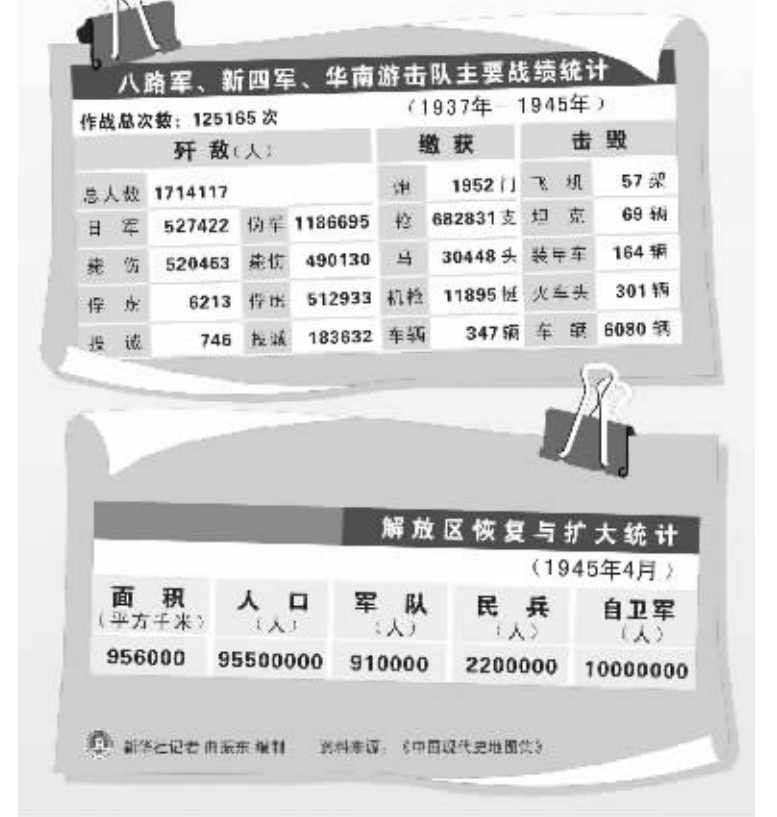 八路军、新四军、华南游击队主要战绩统计
作战总次数：125165 次
（1937年－1945年）
歼 敌（人） 缴 获 击 毁
总人数 1714117 炮 1952 门 飞 机 57 架
日 军 527422 伪军 1186695 枪 682831 支 坦 克 69 辆
毙 伤 520463 毙伤 490130 马 30448 头 装甲车 164 辆
俘 虏 6213 俘虏 512933 机枪 11895 挺 火车头 301 辆
投 诚 746 投诚 183632 车辆 347 辆 车 辆 6080 辆
解放区恢复与扩大统计
（1945年4月）
面 积 人 口 军 队 民 兵 自卫军
（平方千米） （人） （人） （人） （人）
956000 95500000 910000 2200000 10000000
新华社记者 曲振东 编制 资料来源：《中国现代史地图集》